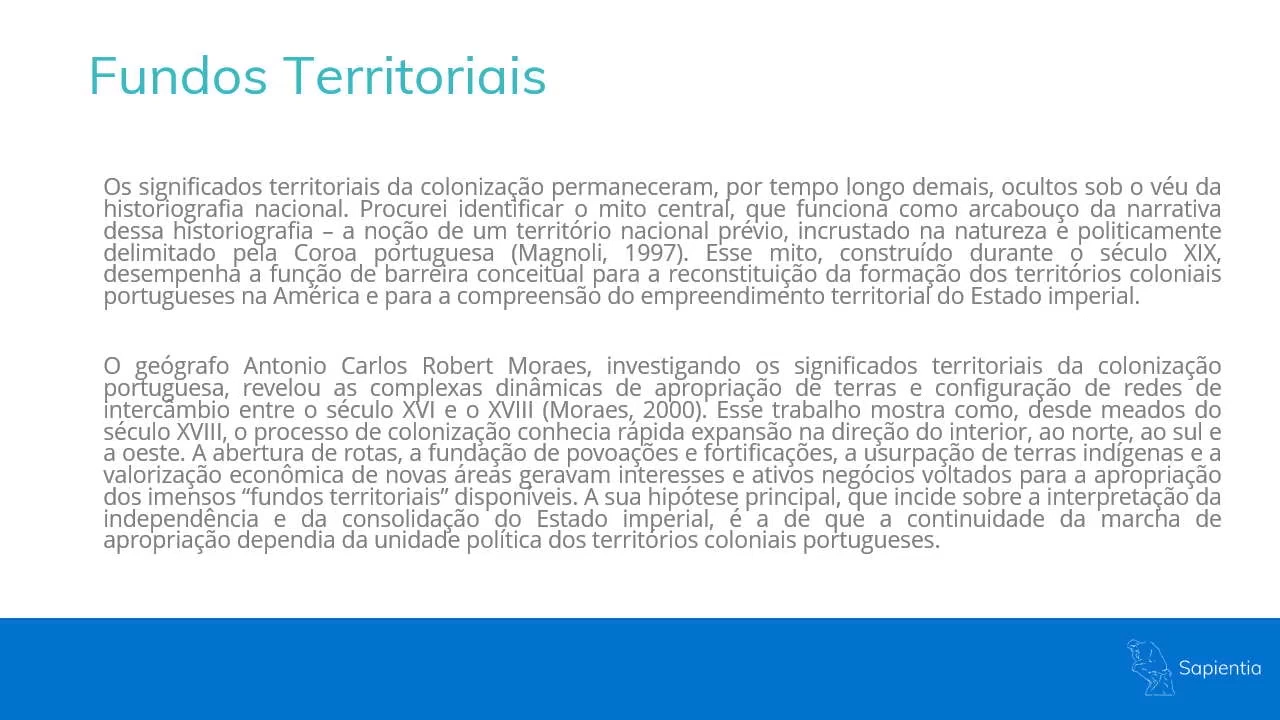 Fundos Territoriais
Os significados territoriais da colonização permaneceram, por tempo longo demais, ocultos sob o véu da
historiografia nacional. Procurei identificar o mito central, que funciona como arcabouço da narrativa
dessa historiografia – a noção de um território nacional prévio, incrustado na natureza e politicamente
delimitado pela Coroa portuguesa (Magnoli, 1997). Esse mito, construído durante o século XIX,
desempenha a função de barreira conceitual para a reconstituição da formação dos territórios coloniais
portugueses na América e para a compreensão do empreendimento territorial do Estado imperial.
O geógrafo Antonio Carlos Robert Moraes, investigando os significados territoriais da colonização
portuguesa, revelou as complexas dinâmicas de apropriação de terras e configuração de redes de
intercâmbio entre o século XVI e o XVIII (Moraes, 2000). Esse trabalho mostra como, desde meados do
século XVIII, o processo de colonização conhecia rápida expansão na direção do interior, ao norte, ao sul e
a oeste. A abertura de rotas, a fundação de povoações e fortificações, a usurpação de terras indígenas e a
valorização econômica de novas áreas geravam interesses e ativos negócios voltados para a apropriação
dos imensos “fundos territoriais” disponíveis. A sua hipótese principal, que incide sobre a interpretação da
independência e da consolidação do Estado imperial, é a de que a continuidade da marcha de
apropriação dependia da unidade política dos territórios coloniais portugueses.
Sapientia